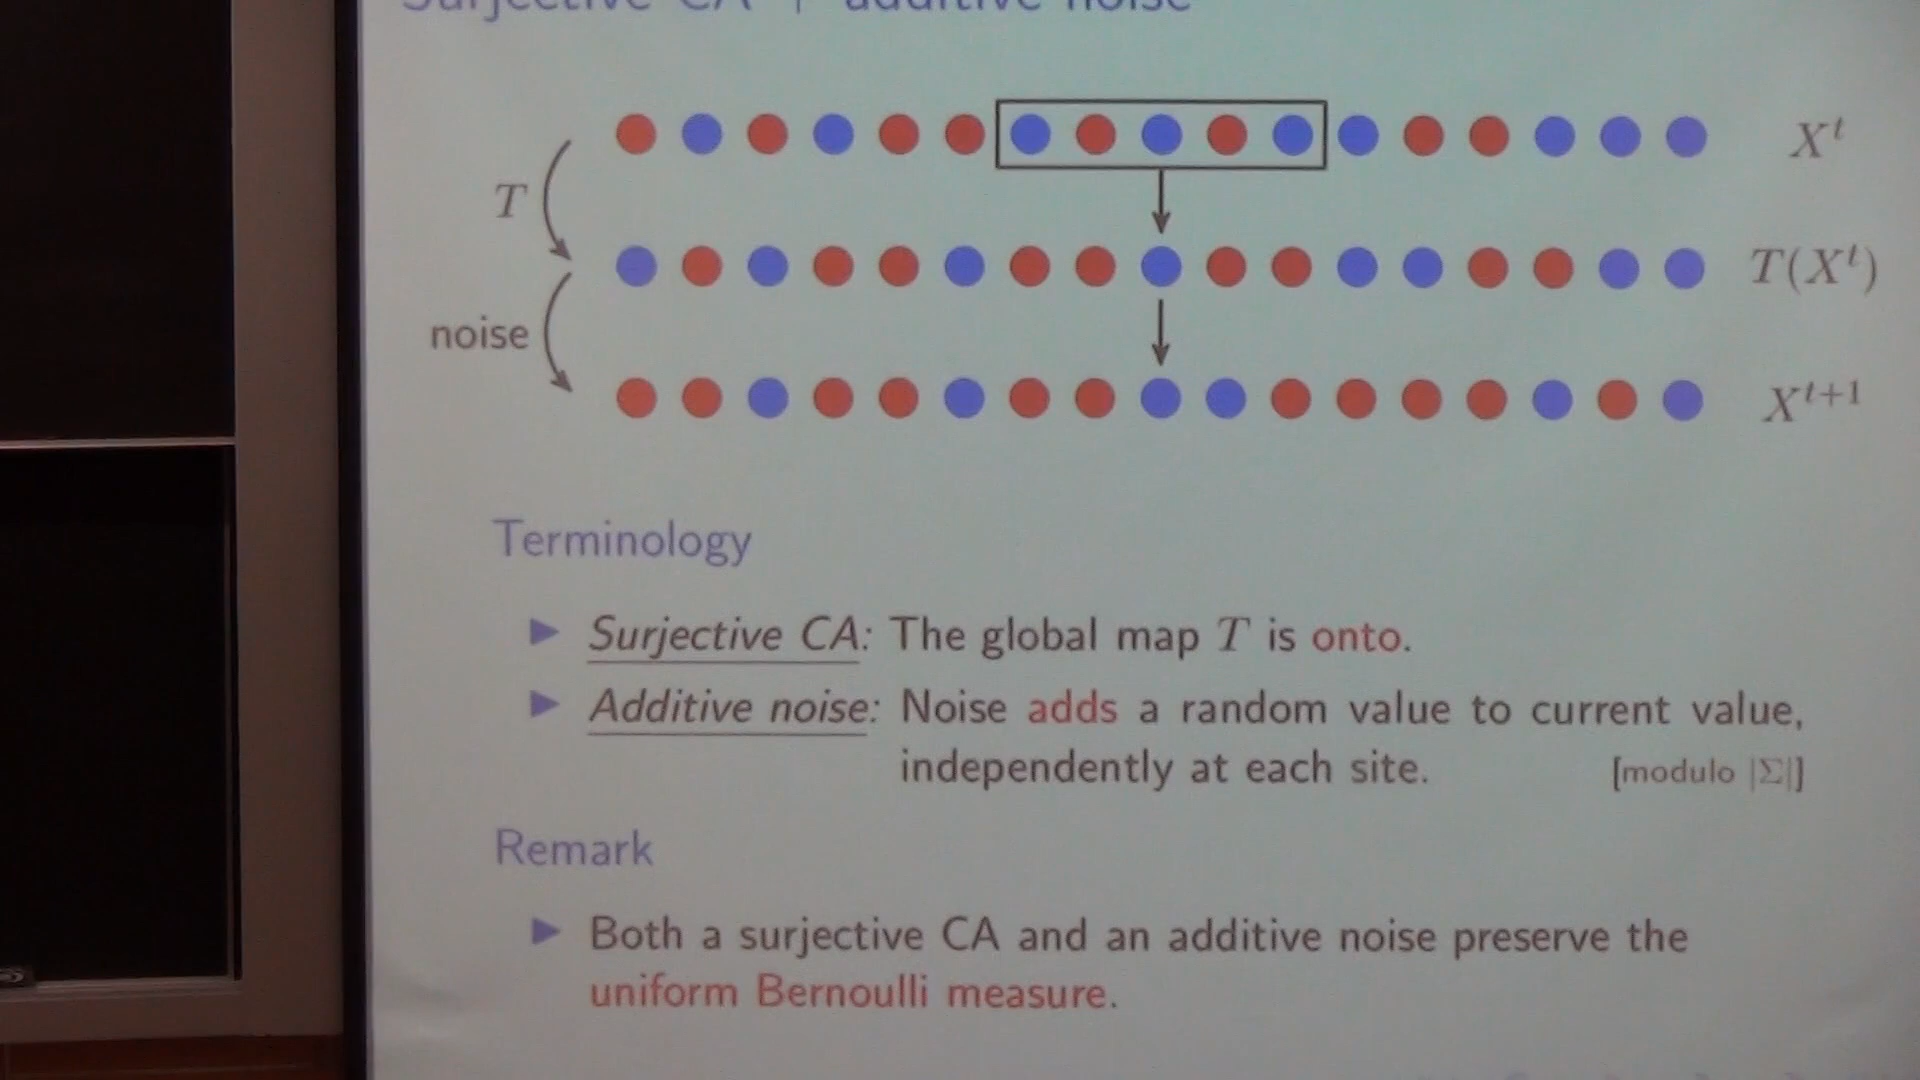 Surjective CA + additive noise
X^t
T
T(X^t)
noise
X^{t+1}
Terminology
▶ Surjective CA: The global map T is onto.
▶ Additive noise: Noise adds a random value to current value,
independently at each site. [modulo |Σ|]
Remark
▶ Both a surjective CA and an additive noise preserve the
uniform Bernoulli measure.